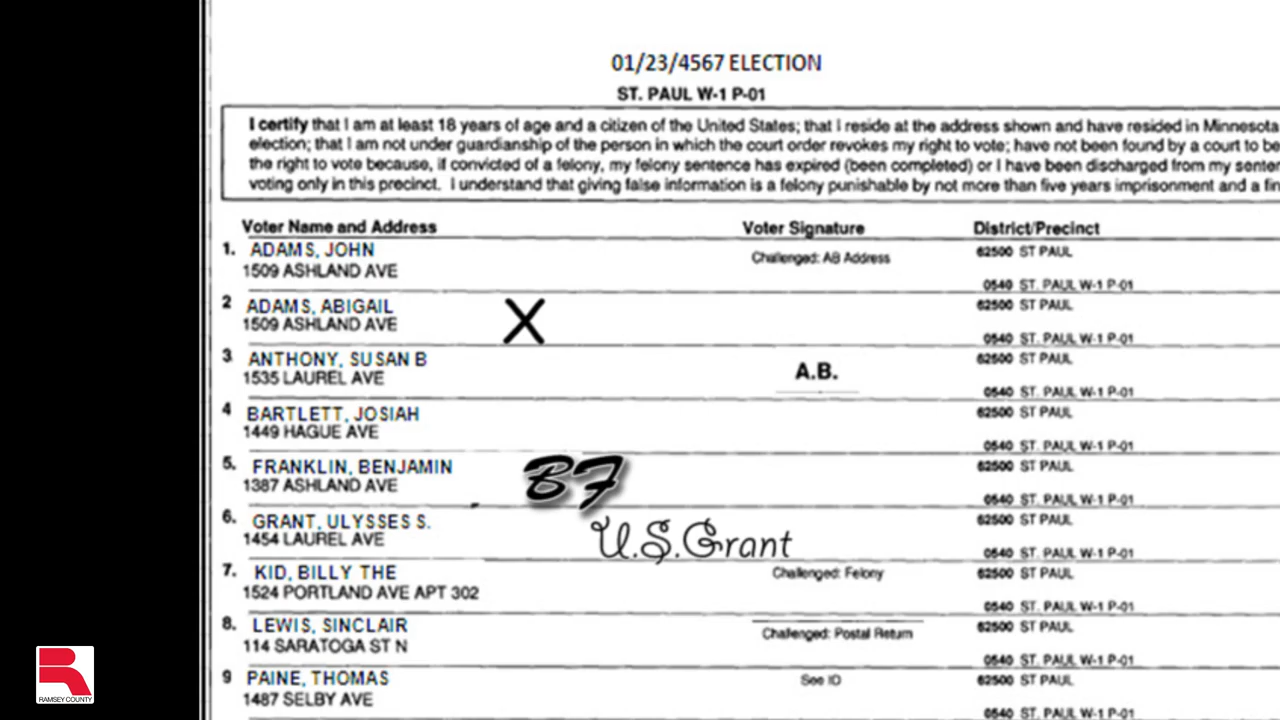 01/23/4567 ELECTION
ST. PAUL W-1 P-01
I certify that I am at least 18 years of age and a citizen of the United States; that I reside at the address shown and have resided in Minnesota
election; that I am not under guardianship of the person in which the court order revokes my right to vote; have not been found by a court to be
the right to vote because, if convicted of a felony, my felony sentence has expired (been completed) or I have been discharged from my
voting only in this precinct. I understand that giving false information is a felony punishable by not more than five years imprisonment and a
Voter Name and Address Voter Signature District/Precinct
1. ADAMS, JOHN Challenged: AB Address 62500 ST PAUL
1509 ASHLAND AVE 0540 ST. PAUL W-1 P-01
2 ADAMS, ABIGAIL X 62500 ST PAUL
1509 ASHLAND AVE 0540 ST. PAUL W-1 P-01
3 ANTHONY, SUSAN B A.B. 62500 ST PAUL
1535 LAUREL AVE 0540 ST. PAUL W-1 P-01
4 BARTLETT, JOSIAH 62500 ST PAUL
1449 HAGUE AVE 0540 ST. PAUL W-1 P-01
5. FRANKLIN, BENJAMIN BF 62500 ST PAUL
1387 ASHLAND AVE 0540 ST. PAUL W-1 P-01
6. GRANT, ULYSSES S. U.S.Grant 62500 ST PAUL
1454 LAUREL AVE 0540 ST. PAUL W-1 P-01
7. KID, BILLY THE Challenged: Felony 62500 ST PAUL
1524 PORTLAND AVE APT 302 0540 ST. PAUL W-1 P-01
8. LEWIS, SINCLAIR Challenged: Postal Return 62500 ST PAUL
114 SARATOGA ST N 0540 ST. PAUL W-1 P-01
9 PAINE, THOMAS See ID 62500 ST PAUL
1487 SELBY AVE 0540 ST. PAUL W-1 P-01
RAMSEY COUNTY